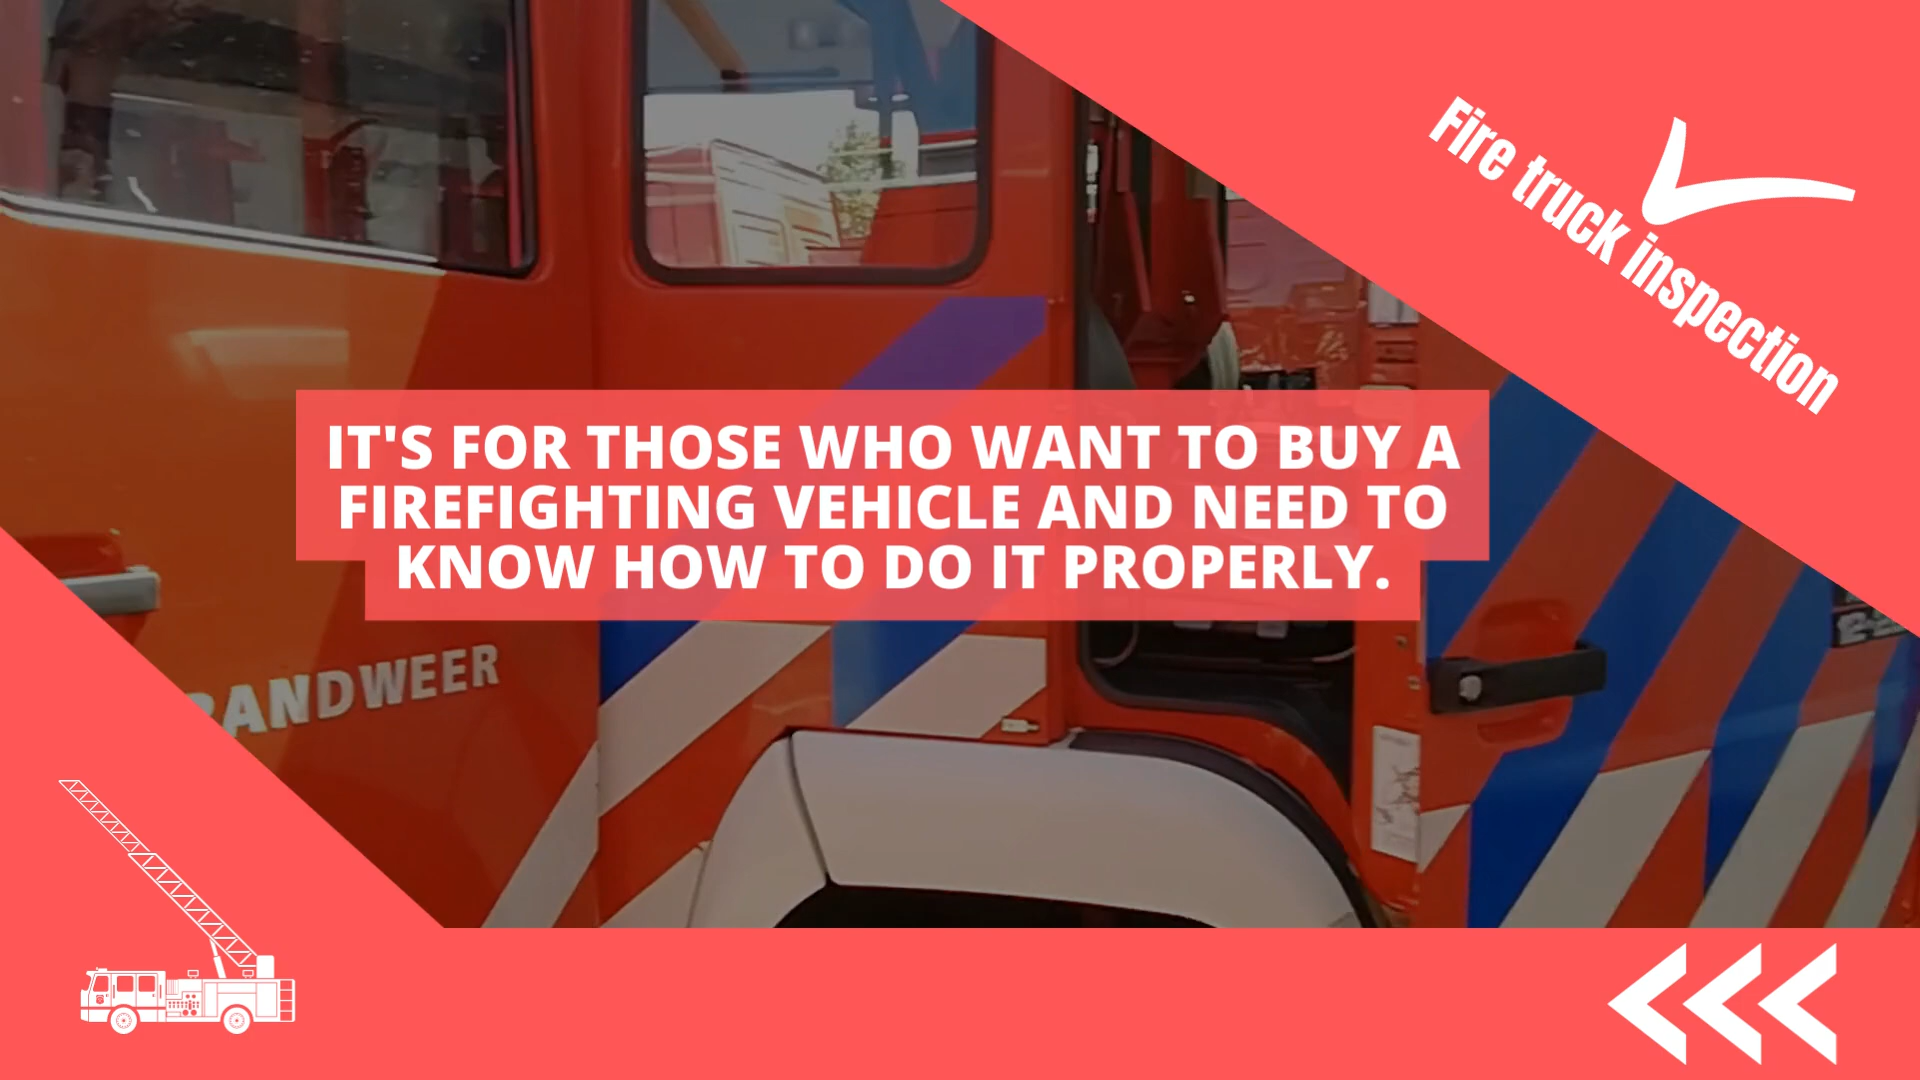 Fire truck inspection
IT'S FOR THOSE WHO WANT TO BUY A
FIREFIGHTING VEHICLE AND NEED TO
KNOW HOW TO DO IT PROPERLY.
RANDWEER